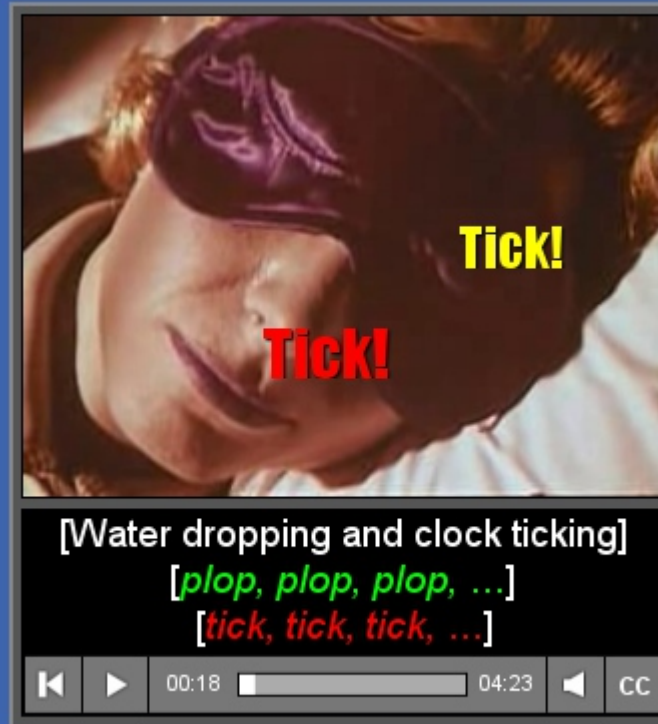 Tick!
Tick!
[Water dropping and clock ticking]
[plop, plop, plop, …]
[tick, tick, tick, …]
00:18 04:23 CC